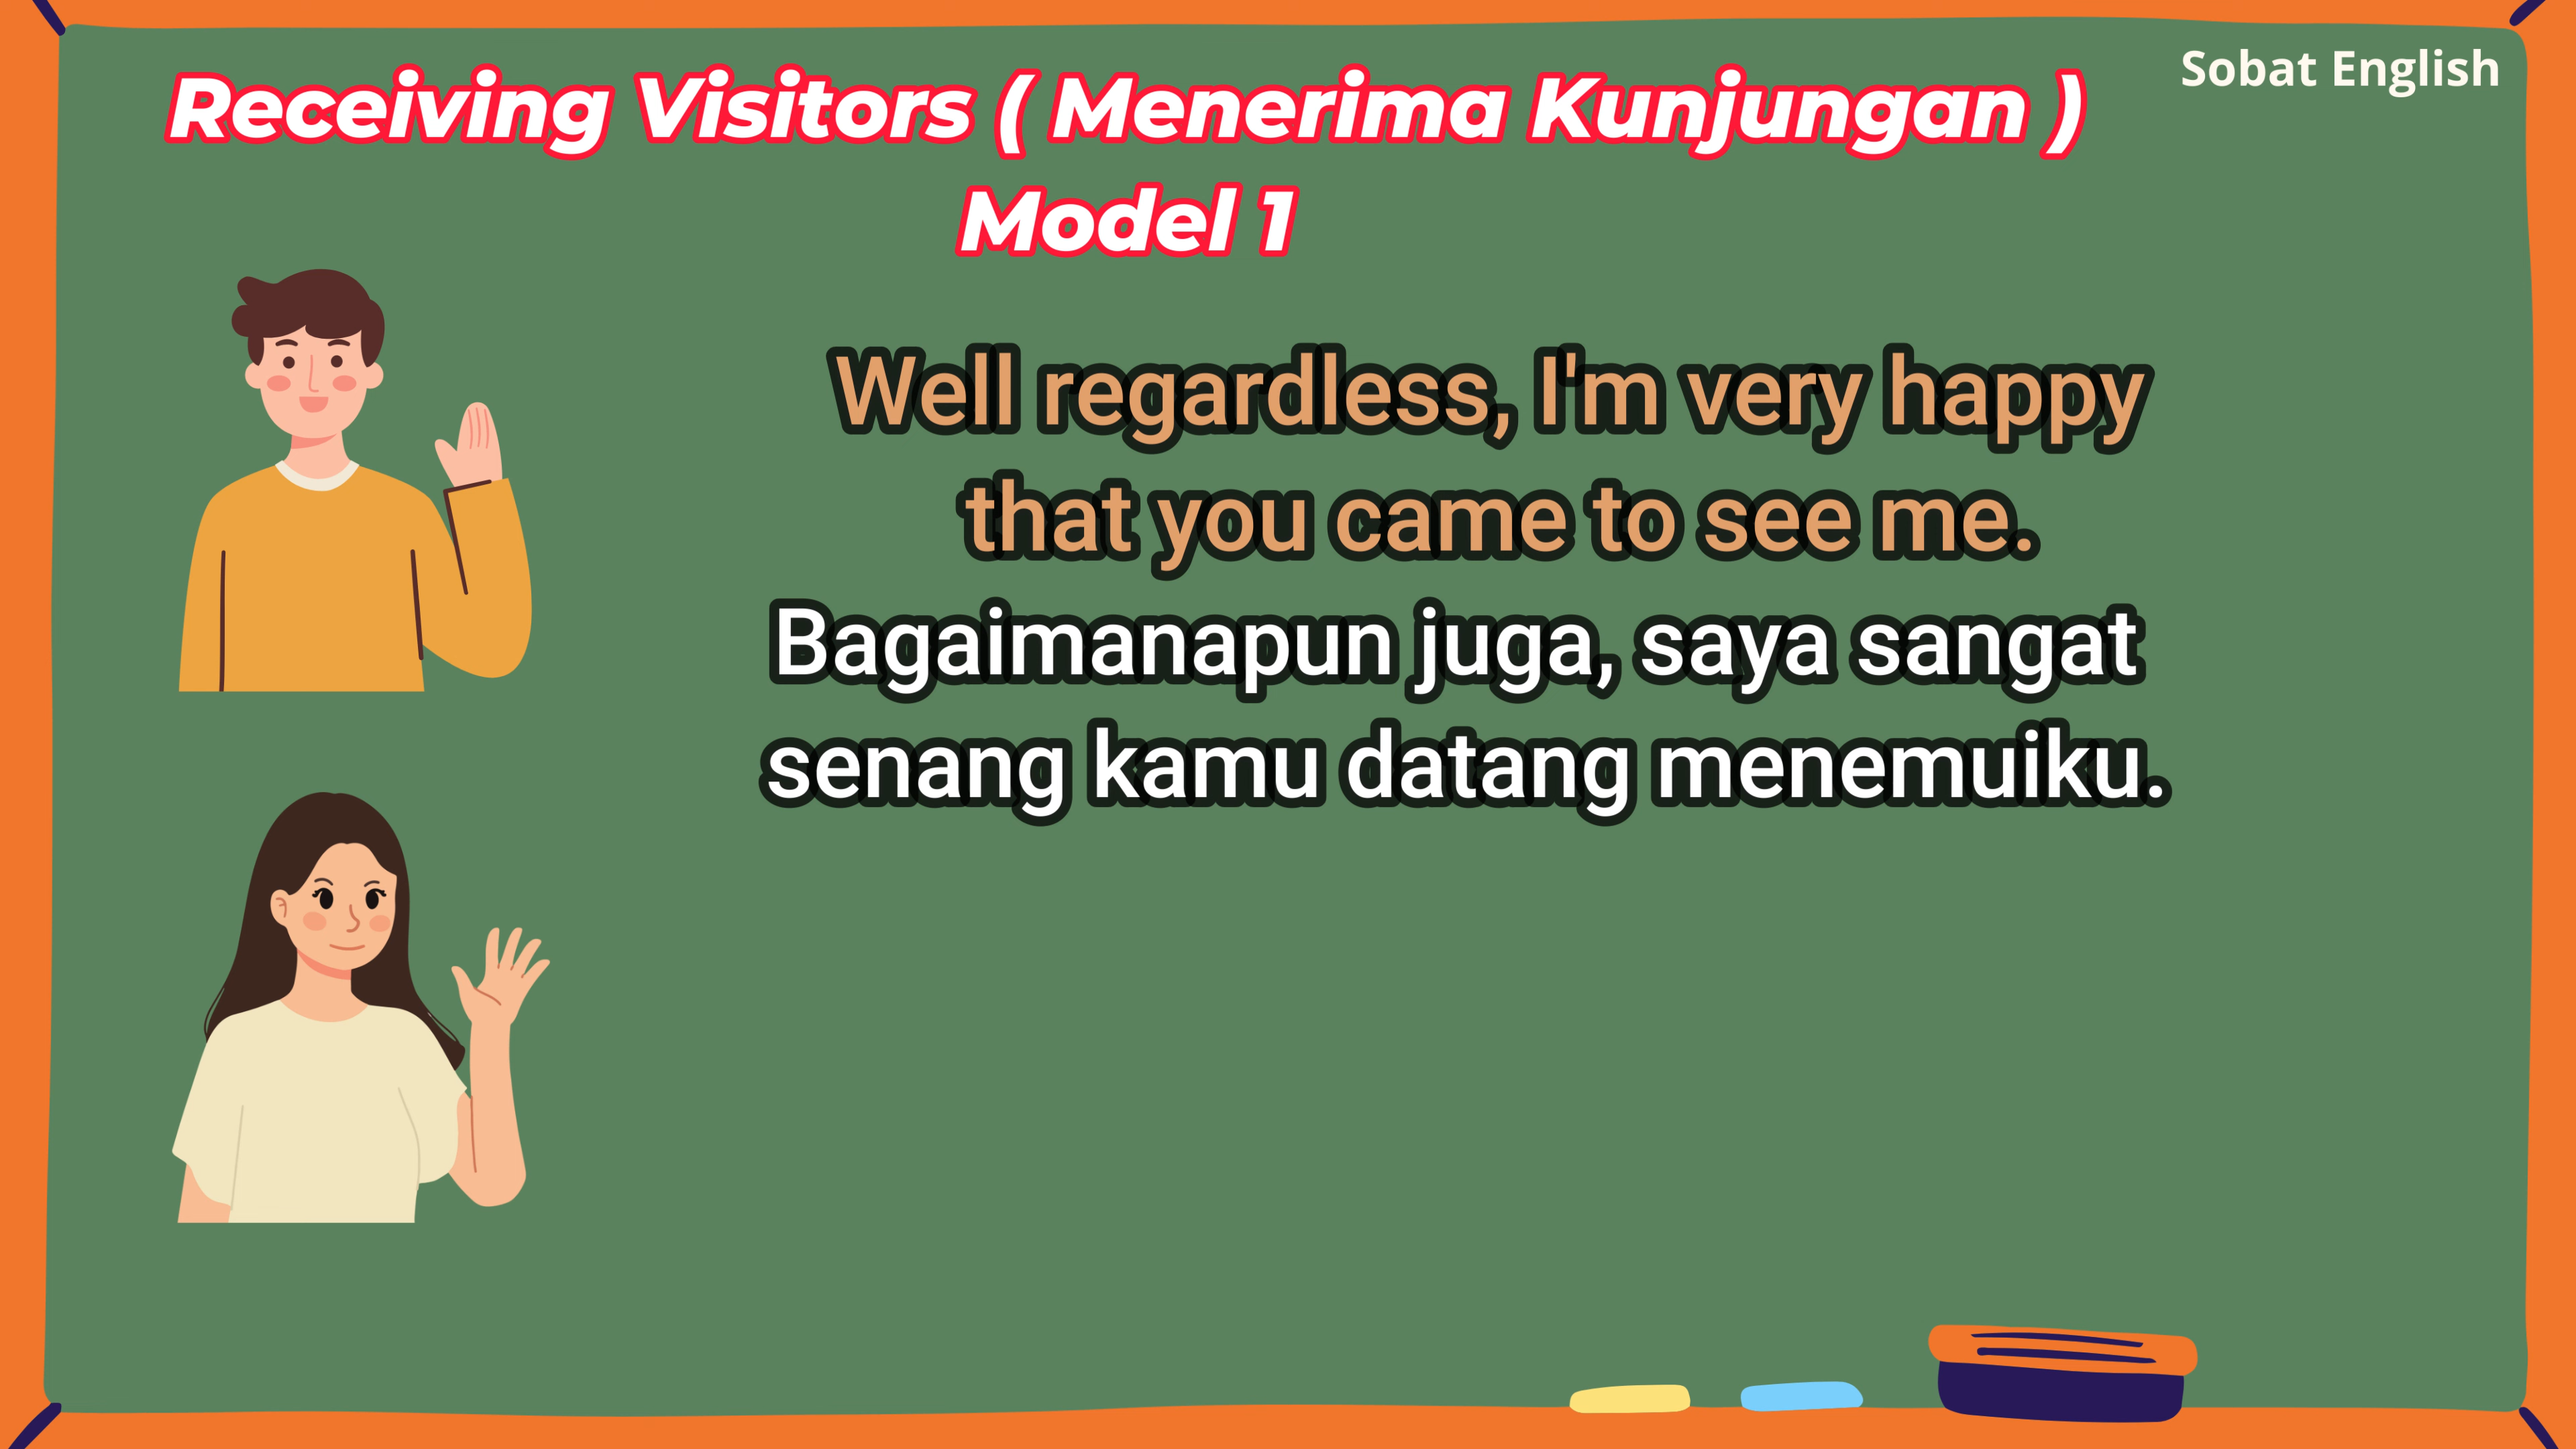 Sobat English
Receiving Visitors ( Menerima Kunjungan )
Model 1
Well regardless, I'm very happy
that you came to see me.
Bagaimanapun juga, saya sangat
senang kamu datang menemuiku.